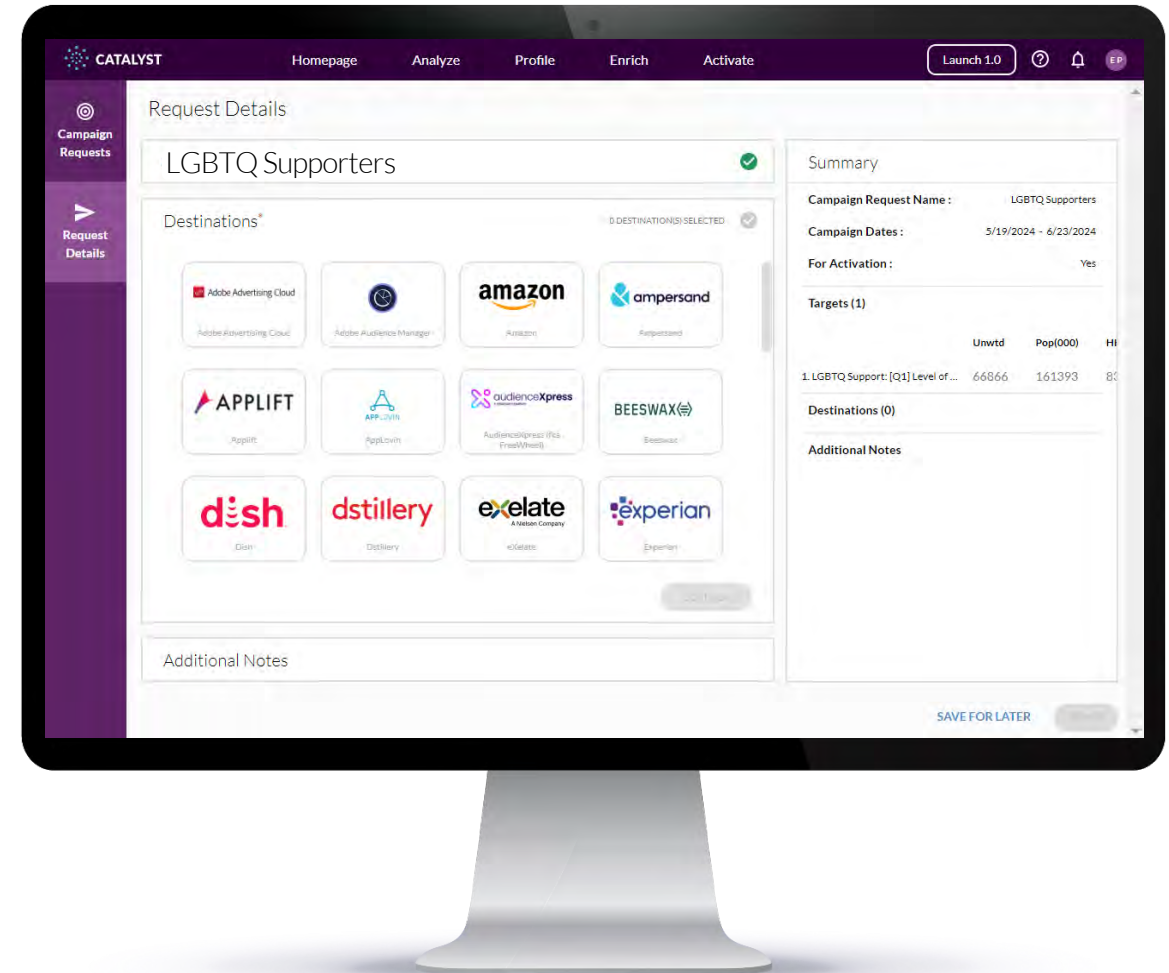 CATALYST
Homepage
Analyze
Profile
Enrich
Activate
Launch 1.0
EP
Campaign
Requests
Request
Details
Request Details
LGBTQ Supporters
Destinations*
0 DESTINATION(S) SELECTED
Adobe Advertising Cloud
Adobe Advertising Cloud
Adobe Audience Manager
amazon
Amazon
ampersand
Ampersand
APPLIFT
Applift
APPLOVIN
AppLovin
audienceXpress
AudienceXpress (fka
FreeWheel)
BEESWAX
Beeswax
dish
Dish
dstillery
Dstillery
eXelate
A Nielsen Company
eXelate
experian
Experian
Additional Notes
Summary
Campaign Request Name :
LGBTQ Supporters
Campaign Dates :
5/19/2024 - 6/23/2024
For Activation :
Yes
Targets (1)
Unwtd
Pop(000)
1. LGBTQ Support: [Q1] Level of ...
66866
161393
Destinations (0)
Additional Notes
SAVE FOR LATER